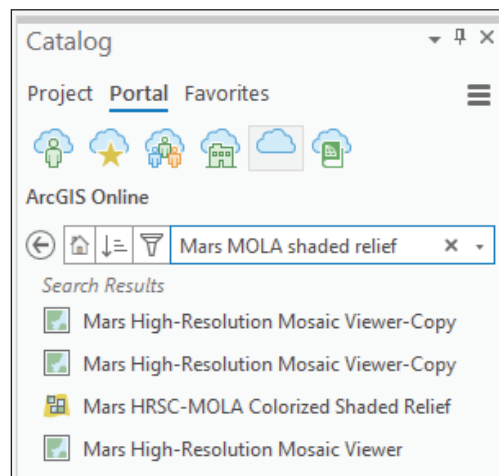 Catalog
Project Portal Favorites
ArcGIS Online
Mars MOLA shaded relief
Search Results
Mars High-Resolution Mosaic Viewer-Copy
Mars High-Resolution Mosaic Viewer-Copy
Mars HRSC-MOLA Colorized Shaded Relief
Mars High-Resolution Mosaic Viewer